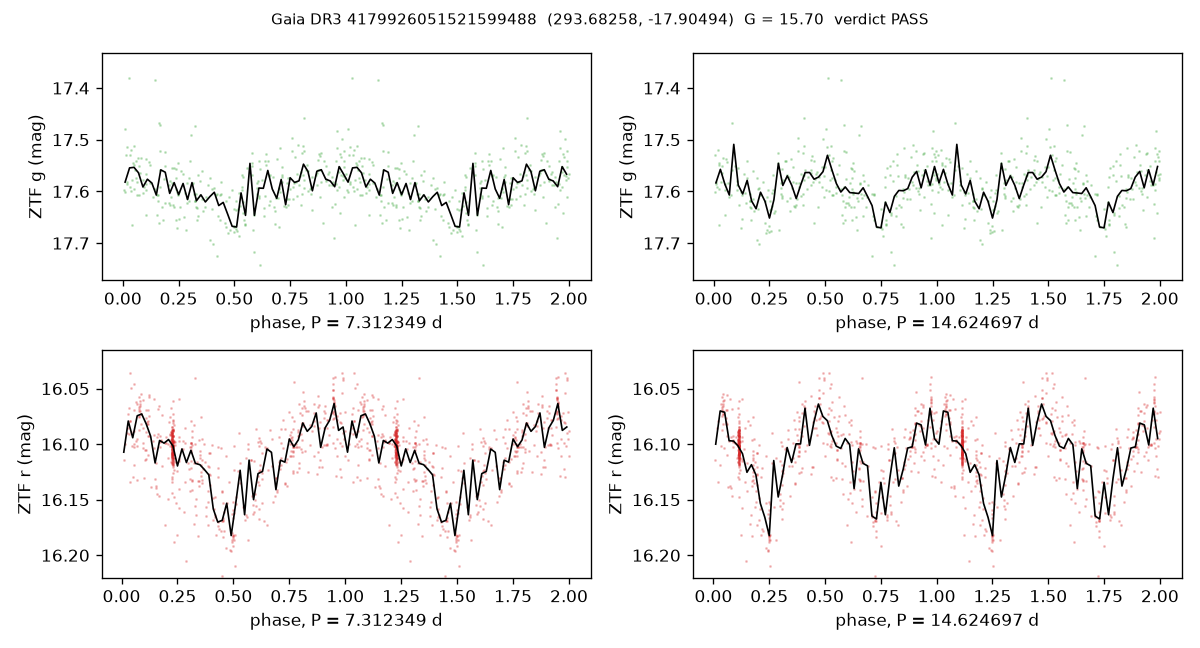 Gaia DR3 4179926051521599488  (293.68258, -17.90494)  G = 15.70  verdict PASS
ZTF g (mag)
17.4
17.5
17.6
17.7
0.00 0.25 0.50 0.75 1.00 1.25 1.50 1.75 2.00
phase, P = 7.312349 d
ZTF g (mag)
17.4
17.5
17.6
17.7
0.00 0.25 0.50 0.75 1.00 1.25 1.50 1.75 2.00
phase, P = 14.624697 d
ZTF r (mag)
16.05
16.10
16.15
16.20
0.00 0.25 0.50 0.75 1.00 1.25 1.50 1.75 2.00
phase, P = 7.312349 d
ZTF r (mag)
16.05
16.10
16.15
16.20
0.00 0.25 0.50 0.75 1.00 1.25 1.50 1.75 2.00
phase, P = 14.624697 d